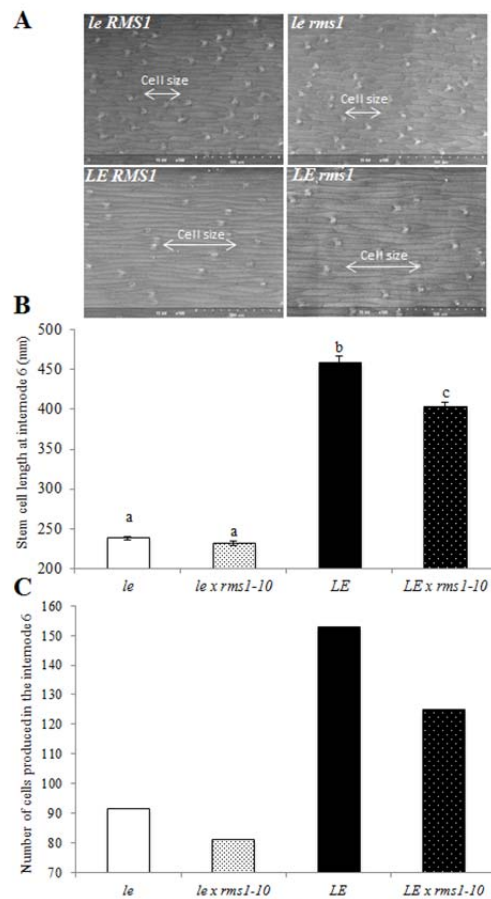 A
le RMS1
le rms1
Cell size
Cell size
LE RMS1
LE rms1
Cell size
Cell size
B
Stem cell length at internode 6 (mm)
500
450
400
350
300
250
200
a
a
b
c
le
le x rms1-10
LE
LE x rms1-10
C
Number of cells produced in the internode 6
160
150
140
130
120
110
100
90
80
70
le
le x rms1-10
LE
LE x rms1-10